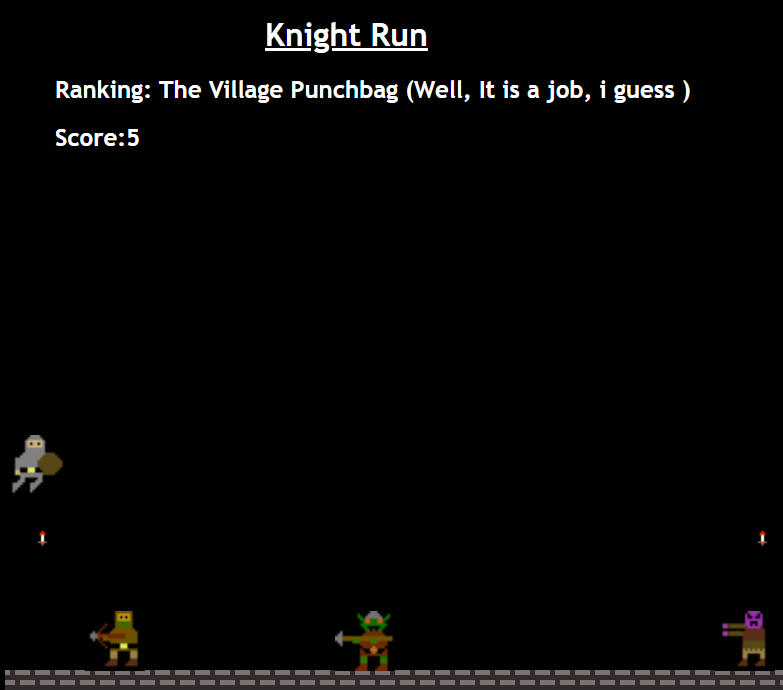 Knight Run
Ranking: The Village Punchbag (Well, It is a job, i guess )
Score:5